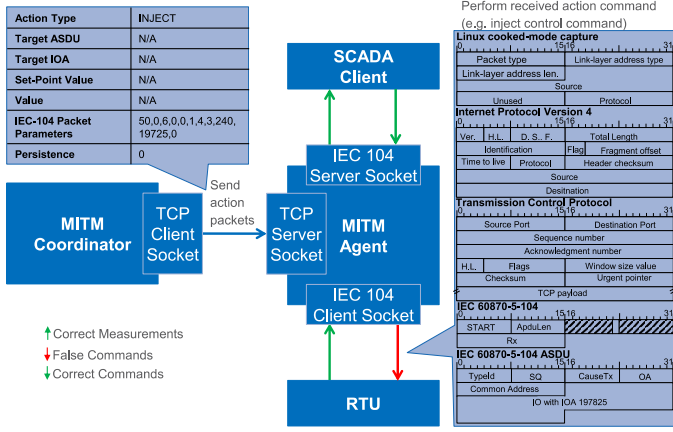 Action Type INJECT
Target ASDU N/A
Target IOA N/A
Set-Point Value N/A
Value N/A
IEC-104 Packet Parameters 50,0,6,0,0,1,4,3,240,
19725,0
Persistence 0
MITM
Coordinator
TCP
Client
Socket
Send
action
packets
TCP
Server
Socket
SCADA
Client
IEC 104
Server Socket
MITM
Agent
IEC 104
Client Socket
RTU
Correct Measurements
False Commands
Correct Commands
Perform received action command
(e.g. inject control command)
Linux cooked-mode capture
0 15 16 31
Packet type Link-layer address type
Link-layer address len.
Source
Unused Protocol
Internet Protocol Version 4
0 15 16 31
Ver. H.L. D. S.. F. Total Length
Identification Flag Fragment offset
Time to live Protocol Header checksum
Source
Desitnation
Transmission Control Protocol
0 15 16 31
Source Port Destination Port
Sequence number
Acknowledgment number
H.L. Flags Window size value
Checksum Urgent pointer
TCP payload
IEC 60870-5-104
0 15 16 31
START ApduLen
Rx
IEC 60870-5-104 ASDU
0 15 16 31
TypeId SQ CauseTx OA
Common Address
IO with IOA 197825